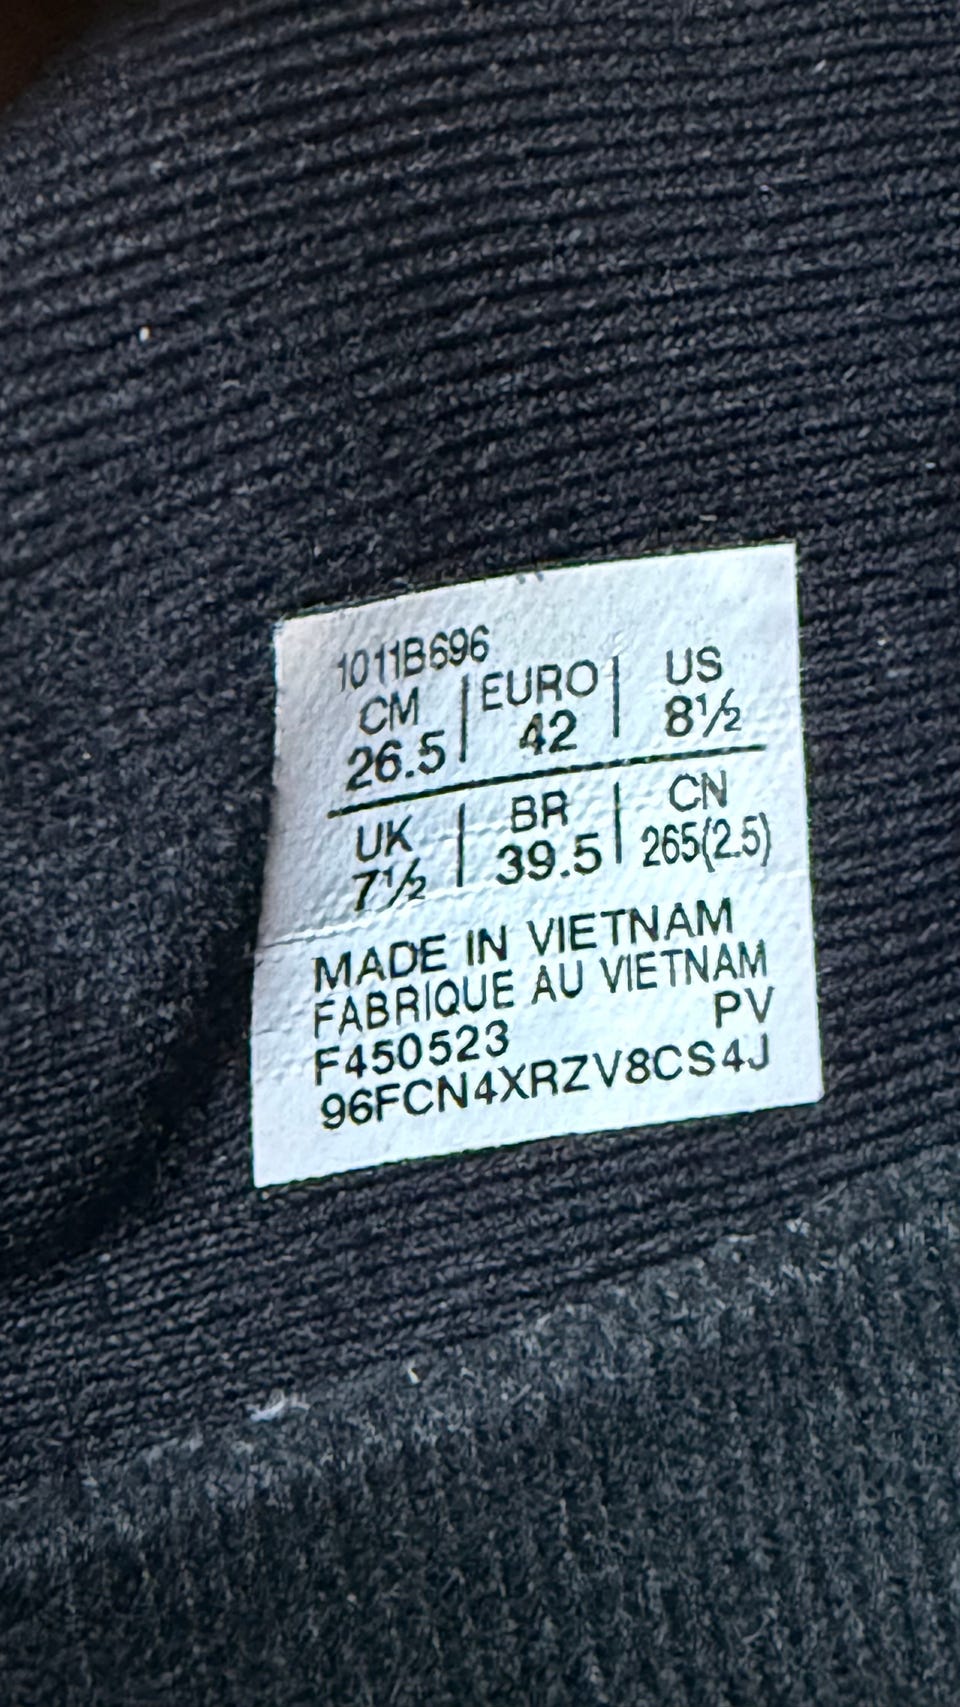 1011B696
CM | EURO | US
26.5 | 42 | 8½
UK | BR | CN
7½ | 39.5 | 265(2.5)
MADE IN VIETNAM
FABRIQUE AU VIETNAM
F450523 PV
96FCN4XRZV8CS4J